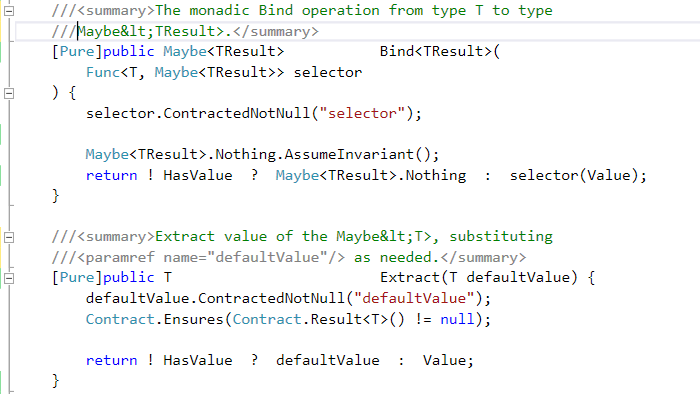 ///<summary>The monadic Bind operation from type T to type
///Maybe&lt;TResult>.</summary>
[Pure]public Maybe<TResult>           Bind<TResult>(
    Func<T, Maybe<TResult>> selector
) {
    selector.ContractedNotNull("selector");

    Maybe<TResult>.Nothing.AssumeInvariant();
    return ! HasValue  ?  Maybe<TResult>.Nothing  :  selector(Value);
}

///<summary>Extract value of the Maybe&lt;T>, substituting
///<paramref name="defaultValue"/> as needed.</summary>
[Pure]public T                        Extract(T defaultValue) {
    defaultValue.ContractedNotNull("defaultValue");
    Contract.Ensures(Contract.Result<T>() != null);

    return ! HasValue  ?  defaultValue  :  Value;
}